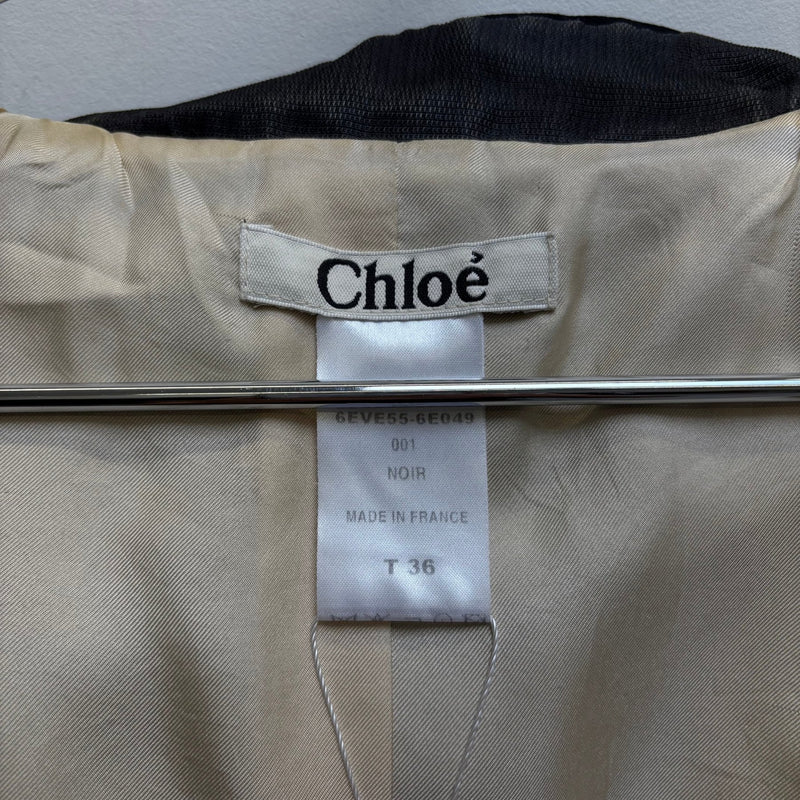 Chloé
6EVE55-6E049
001
NOIR
MADE IN FRANCE
T 36